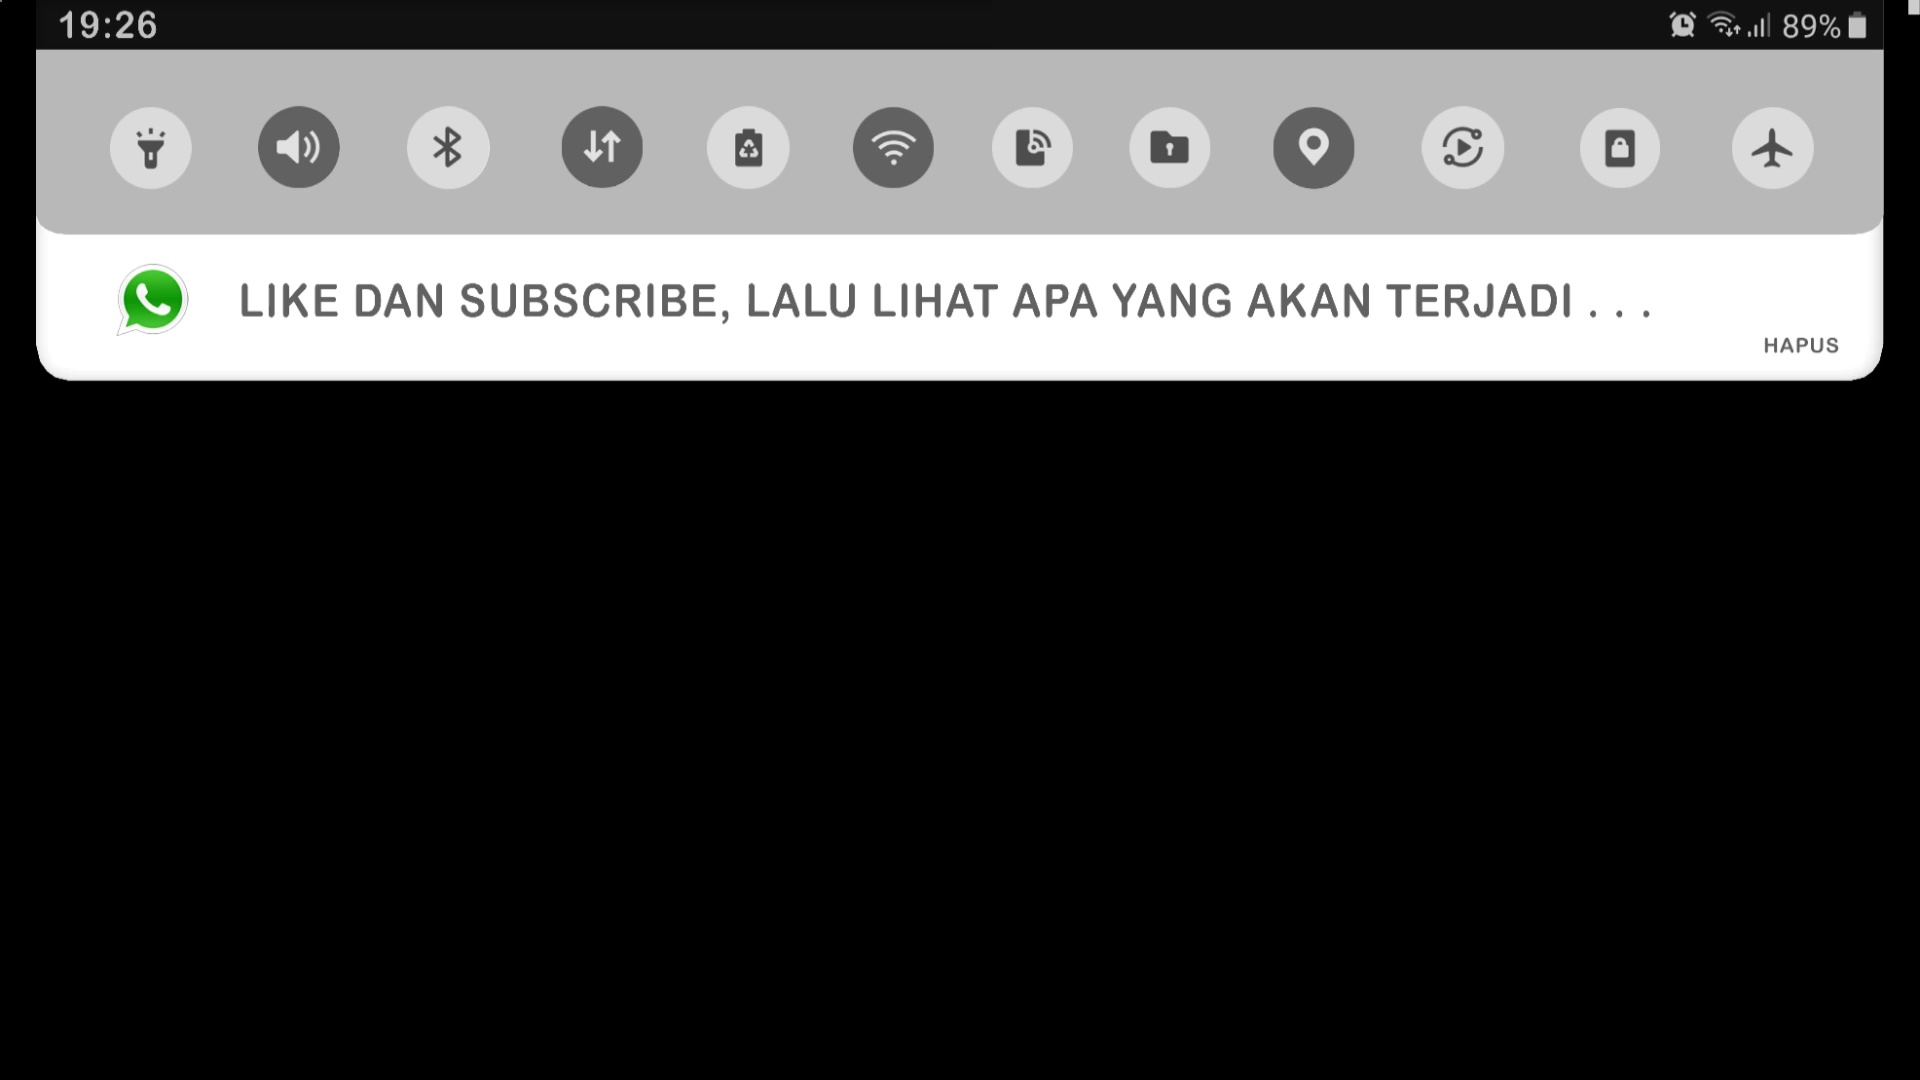 19:26 89%
LIKE DAN SUBSCRIBE, LALU LIHAT APA YANG AKAN TERJADI . . .
HAPUS